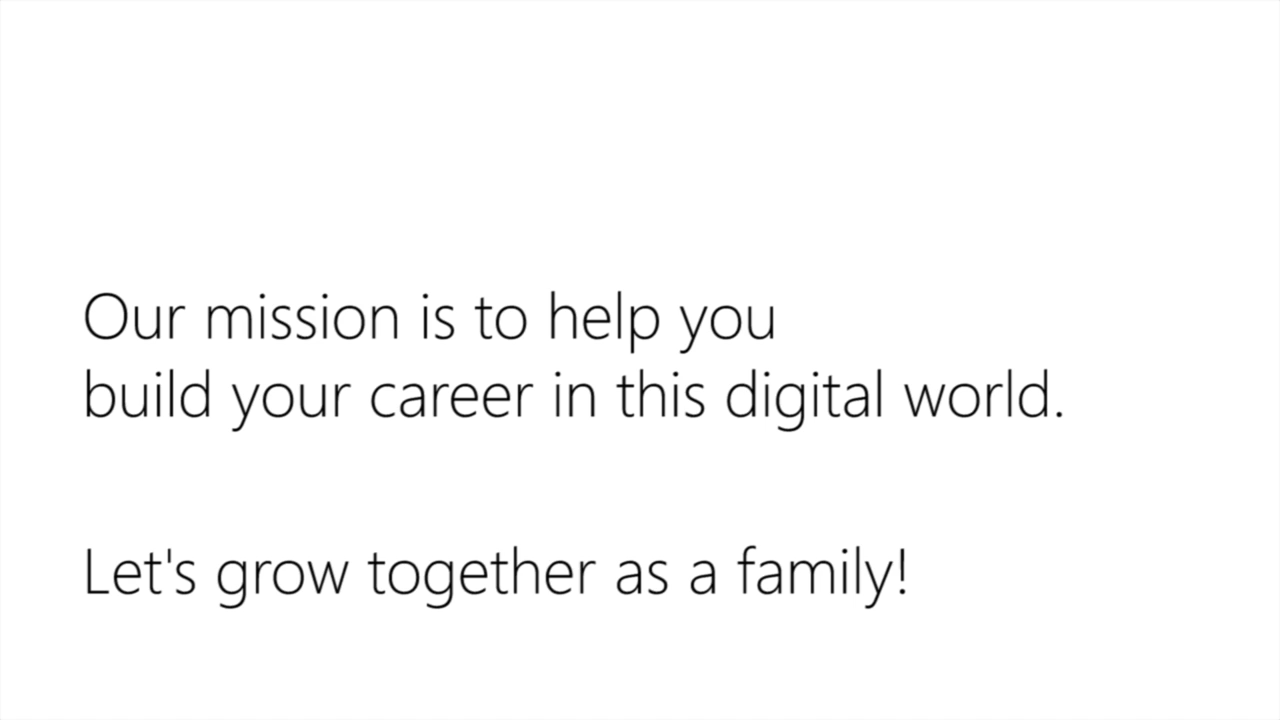 Our mission is to help you
build your career in this digital world.
Let's grow together as a family!